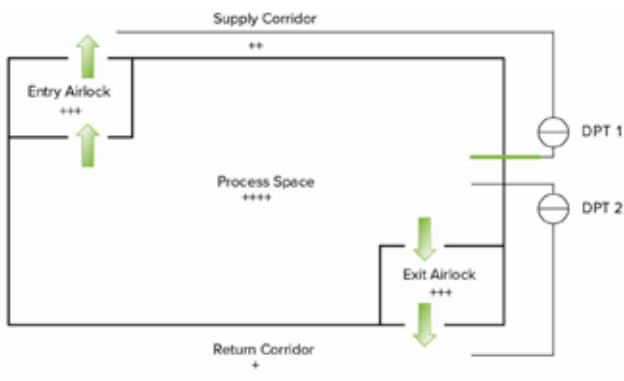 Supply Corridor
++
Entry Airlock
+++
DPT 1
Process Space
++++
DPT 2
Exit Airlock
+++
Return Corridor
+